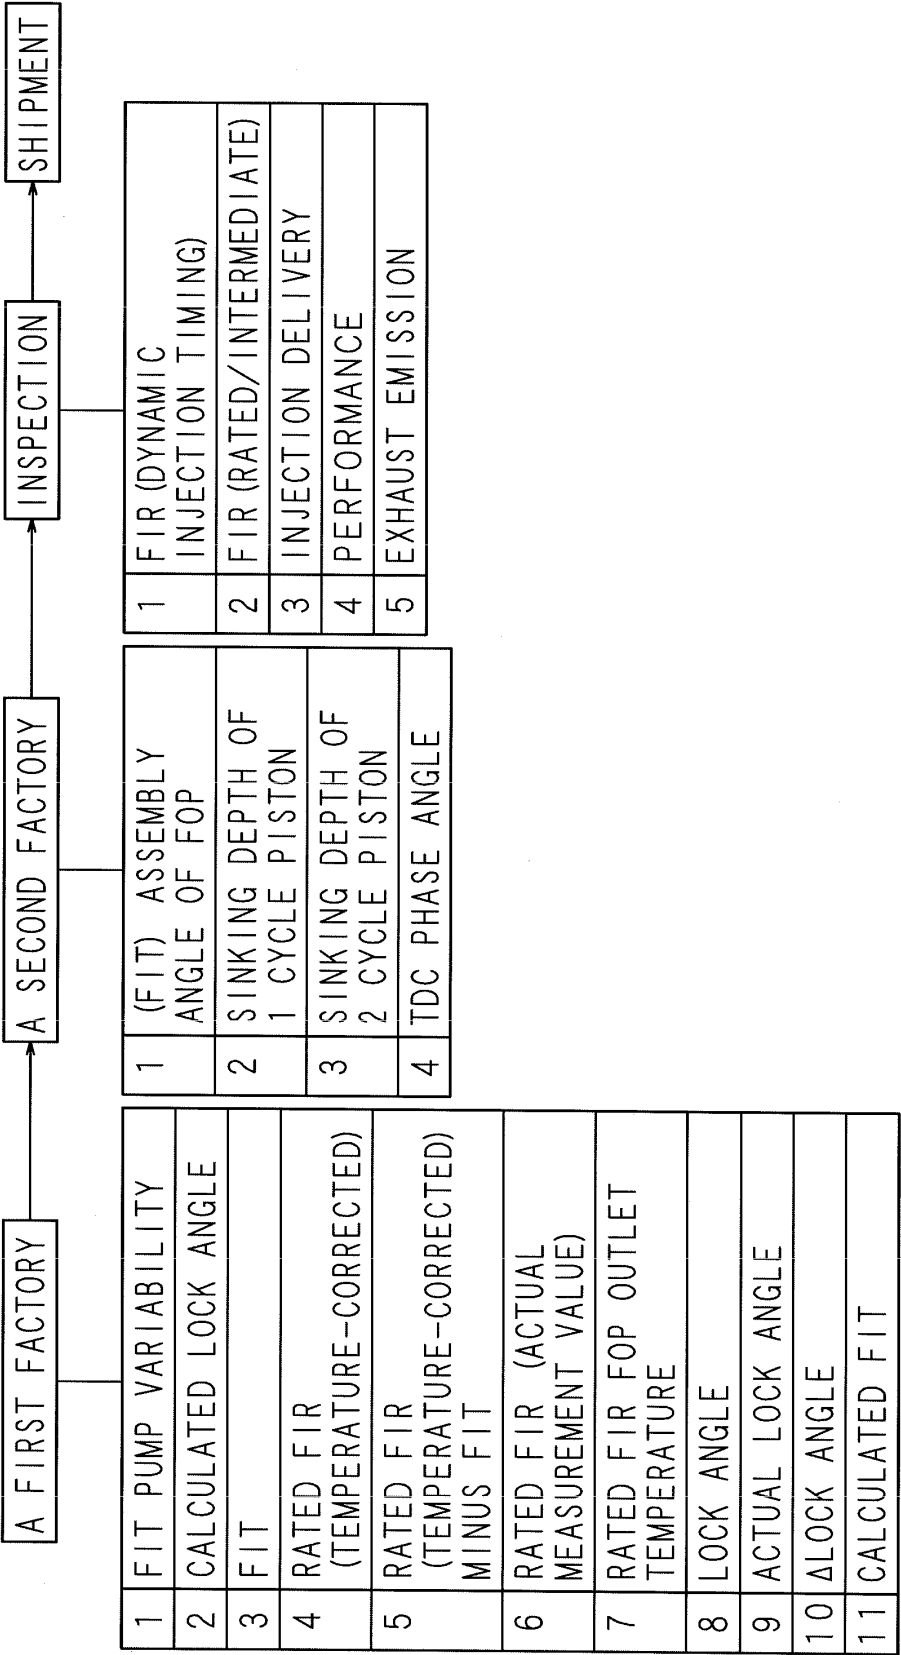 A FIRST FACTORY
1 FIT PUMP VARIABILITY
2 CALCULATED LOCK ANGLE
3 FIT
4 RATED FIR
(TEMPERATURE-CORRECTED)
5 RATED FIR
(TEMPERATURE-CORRECTED)
MINUS FIT
6 RATED FIR (ACTUAL
MEASUREMENT VALUE)
7 RATED FIR FOP OUTLET
TEMPERATURE
8 LOCK ANGLE
9 ACTUAL LOCK ANGLE
10 ΔLOCK ANGLE
11 CALCULATED FIT
A SECOND FACTORY
1 (FIT) ASSEMBLY
ANGLE OF FOP
2 SINKING DEPTH OF
1 CYCLE PISTON
3 SINKING DEPTH OF
2 CYCLE PISTON
4 TDC PHASE ANGLE
INSPECTION
1 FIR(DYNAMIC
INJECTION TIMING)
2 FIR(RATED/INTERMEDIATE)
3 INJECTION DELIVERY
4 PERFORMANCE
5 EXHAUST EMISSION
SHIPMENT